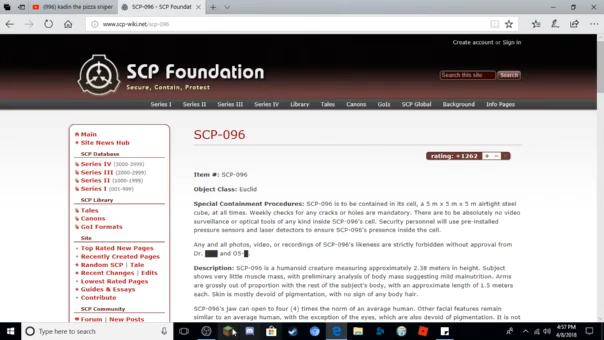 (996) kadin the pizza sniper
SCP-096 - SCP Foundat
www.scp-wiki.net/scp-096
Create account or Sign in
SCP Foundation
Secure, Contain, Protect
Search this site
Search
Series I Series II Series III Series IV Library Tales Canons GoIs SCP Global Background Info Pages
Main
Site News Hub
SCP Database
Series IV (3000-3999)
Series III (2000-2999)
Series II (1000-1999)
Series I (001-999)
SCP Library
Tales
Canons
GoI Formats
Site
Top Rated New Pages
Recently Created Pages
Random SCP | Tale
Recent Changes | Edits
Lowest Rated Pages
Guides & Essays
Contribute
SCP Community
Forum | New Posts
SCP-096
rating: +1262 + –
Item #: SCP-096
Object Class: Euclid
Special Containment Procedures: SCP-096 is to be contained in its cell, a 5 m x 5 m x 5 m airtight steel
cube, at all times. Weekly checks for any cracks or holes are mandatory. There are to be absolutely no video
surveillance or optical tools of any kind inside SCP-096's cell. Security personnel will use pre-installed
pressure sensors and laser detectors to ensure SCP-096's presence inside the cell.
Any and all photos, video, or recordings of SCP-096's likeness are strictly forbidden without approval from
Dr. ███ and O5-█.
Description: SCP-096 is a humanoid creature measuring approximately 2.38 meters in height. Subject
shows very little muscle mass, with preliminary analysis of body mass suggesting mild malnutrition. Arms
are grossly out of proportion with the rest of the subject's body, with an approximate length of 1.5 meters
each. Skin is mostly devoid of pigmentation, with no sign of any body hair.
SCP-096's jaw can open to four (4) times the norm of an average human. Other facial features remain
similar to an average human, with the exception of the eyes, which are also devoid of pigmentation. It is not
Type here to search
4:57 PM
4/8/2018